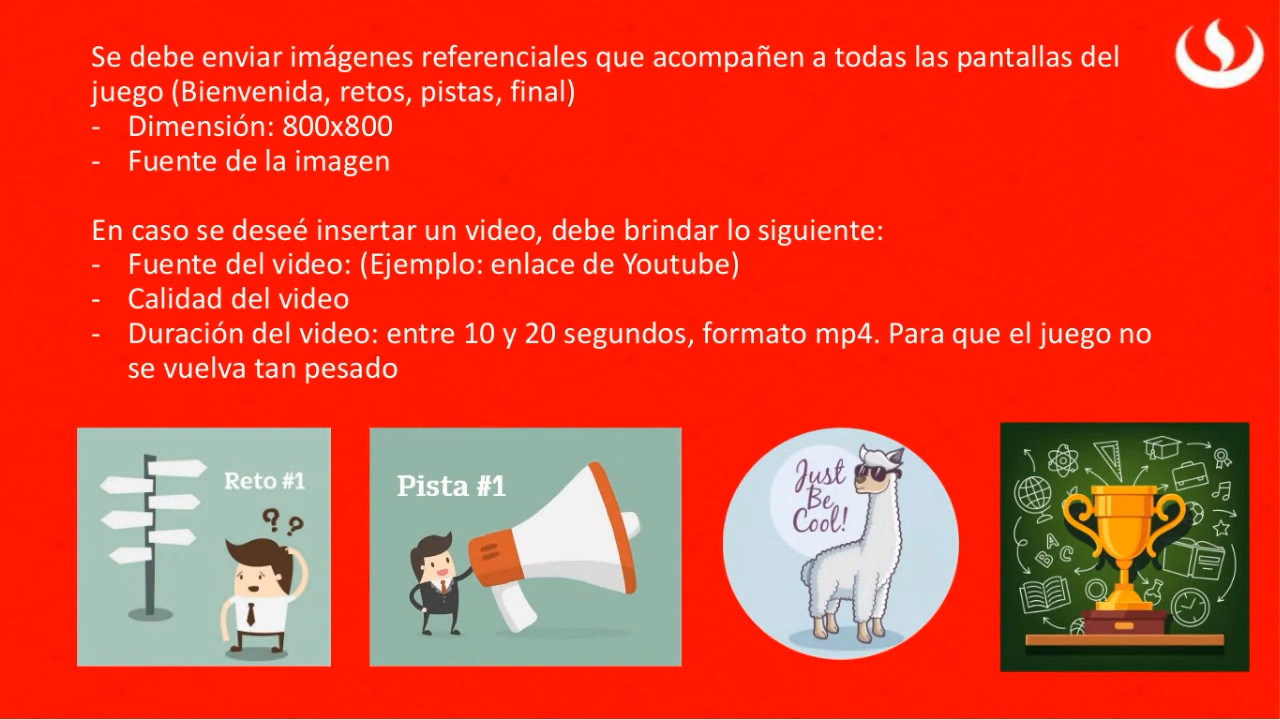 Se debe enviar imágenes referenciales que acompañen a todas las pantallas del
juego (Bienvenida, retos, pistas, final)
- Dimensión: 800x800
- Fuente de la imagen
En caso se deseé insertar un video, debe brindar lo siguiente:
- Fuente del video: (Ejemplo: enlace de Youtube)
- Calidad del video
- Duración del video: entre 10 y 20 segundos, formato mp4. Para que el juego no
se vuelva tan pesado
Reto #1
? ?
Pista #1
Just
Be
Cool!
A
B
C